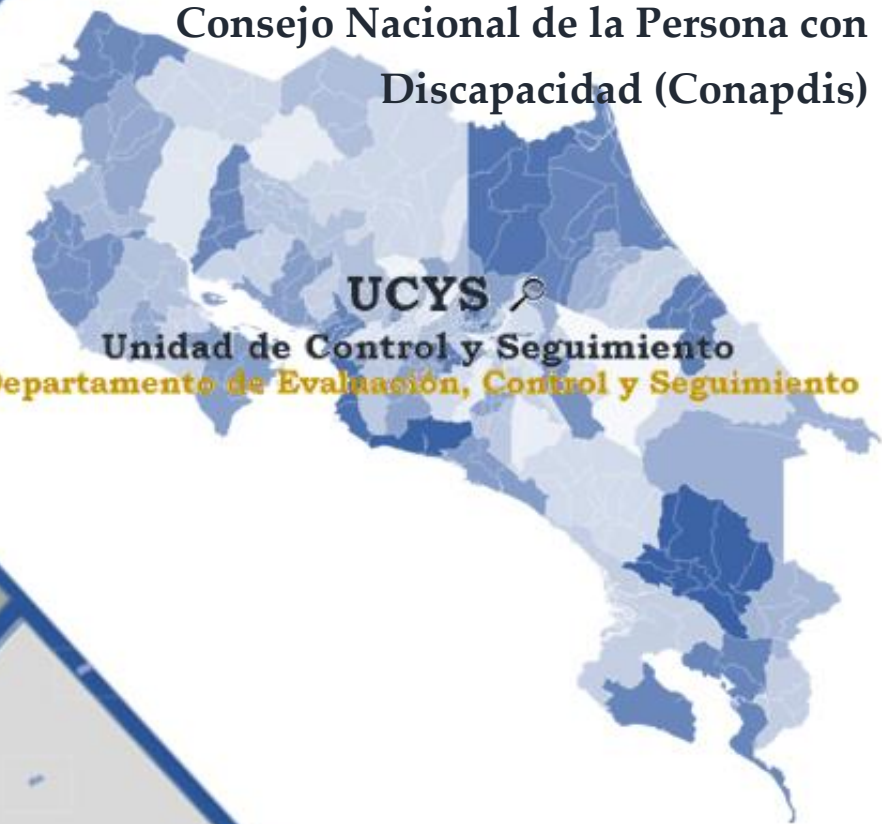 Consejo Nacional de la Persona con
Discapacidad (Conapdis)
UCYS
Unidad de Control y Seguimiento
Departamento de Evaluación, Control y Seguimiento